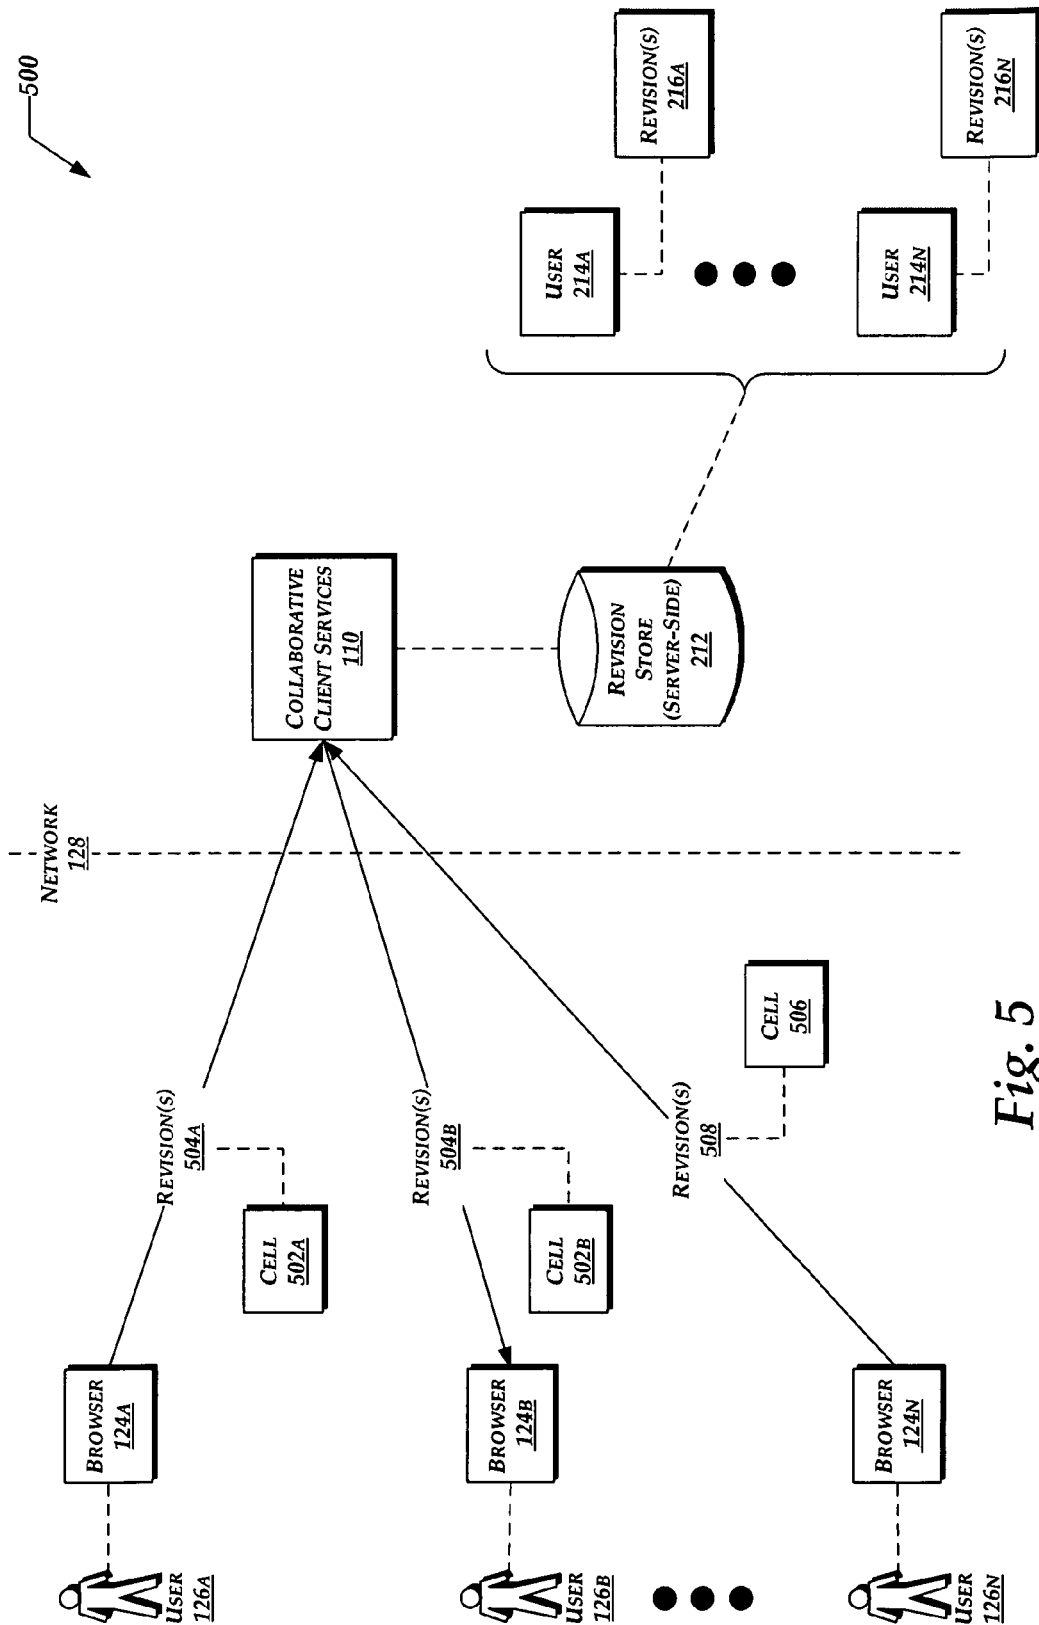 500
NETWORK
128
USER
126A
BROWSER
124A
REVISION(S)
504A
CELL
502A
COLLABORATIVE
CLIENT SERVICES
110
USER
126B
BROWSER
124B
REVISION(S)
504B
CELL
502B
REVISION
STORE
(SERVER-SIDE)
212
USER
214A
REVISION(S)
216A
USER
126N
BROWSER
124N
REVISION(S)
508
CELL
506
USER
214N
REVISION(S)
216N
Fig. 5